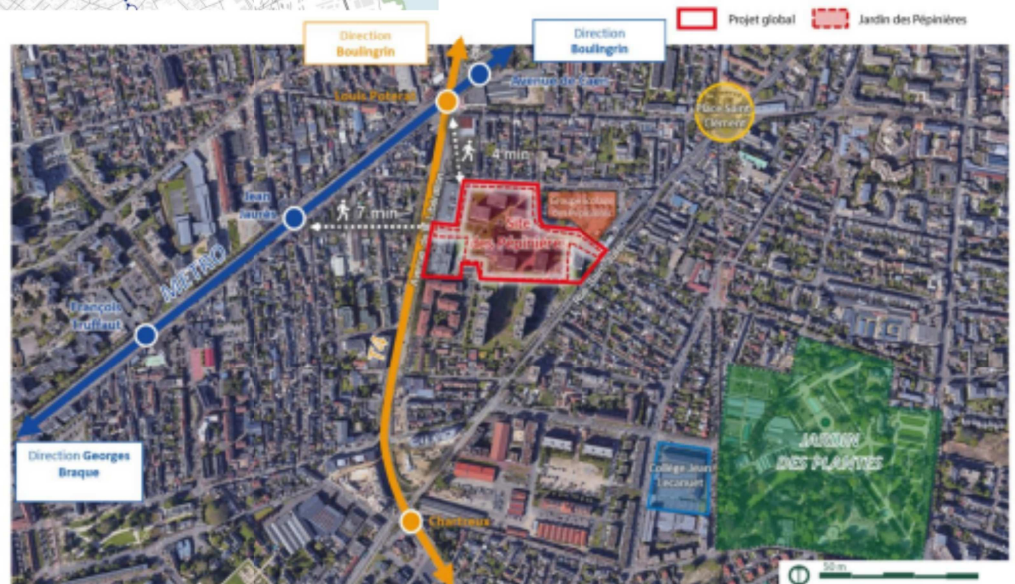 Projet global
Jardin des Pépinières
Direction
Boulingrin
Direction
Boulingrin
Avenue de Caen
Louis Poterat
Place Saint
Clément
4 min
Jean
Jaurès
7 min
Site
des Pépinières
MÉTRO
François
Truffaut
T4
Direction Georges
Braque
JARDIN
DES PLANTES
Collège Jean
Lecanuet
Chartreux
50 m